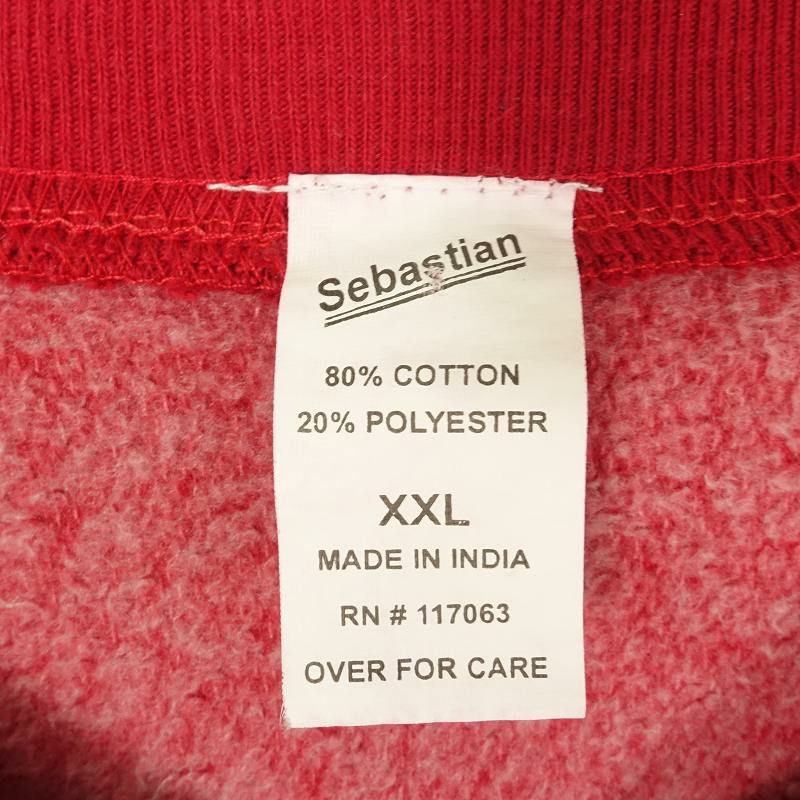 Sebastian
80% COTTON
20% POLYESTER
XXL
MADE IN INDIA
RN # 117063
OVER FOR CARE